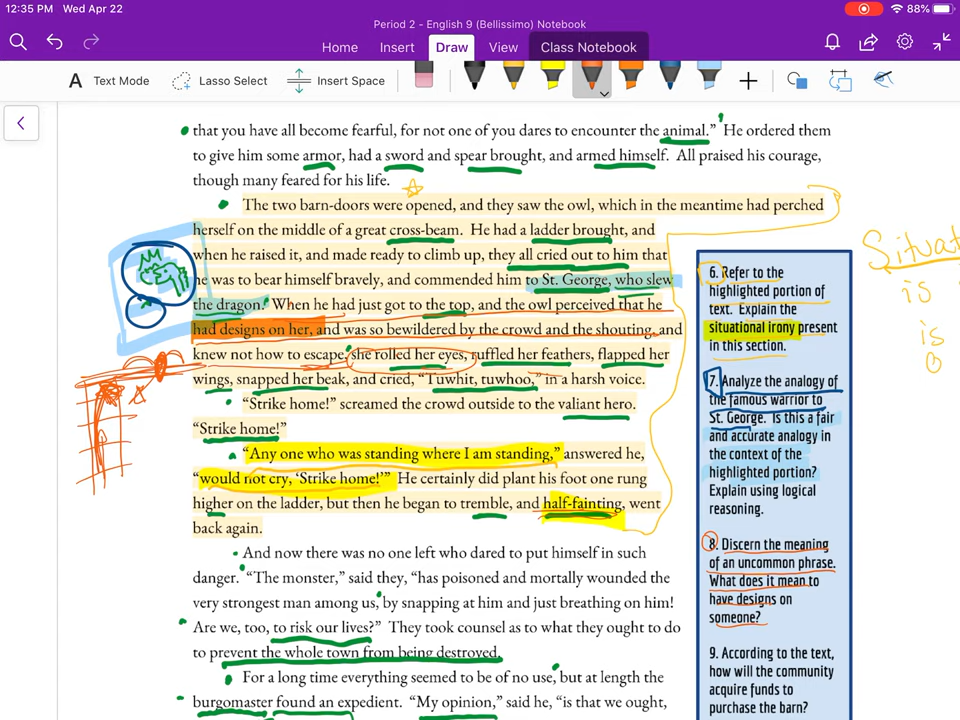 12:35 PM Wed Apr 22
88%
Period 2 - English 9 (Bellissimo) Notebook
Home Insert Draw View Class Notebook
A Text Mode Lasso Select Insert Space
that you have all become fearful, for not one of you dares to encounter the animal.” He ordered them
to give him some armor, had a sword and spear brought, and armed himself. All praised his courage,
though many feared for his life.
The two barn-doors were opened, and they saw the owl, which in the meantime had perched
herself on the middle of a great cross-beam. He had a ladder brought, and
when he raised it, and made ready to climb up, they all cried out to him that
he was to bear himself bravely, and commended him to St. George, who slew
the dragon. When he had just got to the top, and the owl perceived that he
had designs on her, and was so bewildered by the crowd and the shouting, and
knew not how to escape, she rolled her eyes, ruffled her feathers, flapped her
wings, snapped her beak, and cried, “Tuwhit, tuwhoo,” in a harsh voice.
“Strike home!” screamed the crowd outside to the valiant hero.
“Strike home!”
“Any one who was standing where I am standing,” answered he,
“would not cry, ‘Strike home!’” He certainly did plant his foot one rung
higher on the ladder, but then he began to tremble, and half-fainting, went
back again.
And now there was no one left who dared to put himself in such
danger. “The monster,” said they, “has poisoned and mortally wounded the
very strongest man among us, by snapping at him and just breathing on him!
Are we, too, to risk our lives?” They took counsel as to what they ought to do
to prevent the whole town from being destroyed.
For a long time everything seemed to be of no use, but at length the
burgomaster found an expedient. “My opinion,” said he, “is that we ought,
6. Refer to the
highlighted portion of
text. Explain the
situational irony present
in this section.
7. Analyze the analogy of
the famous warrior to
St. George. Is this a fair
and accurate analogy in
the context of the
highlighted portion?
Explain using logical
reasoning.
8. Discern the meaning
of an uncommon phrase.
What does it mean to
have designs on
someone?
9. According to the text,
how will the community
acquire funds to
purchase the barn?
Situat
is
is